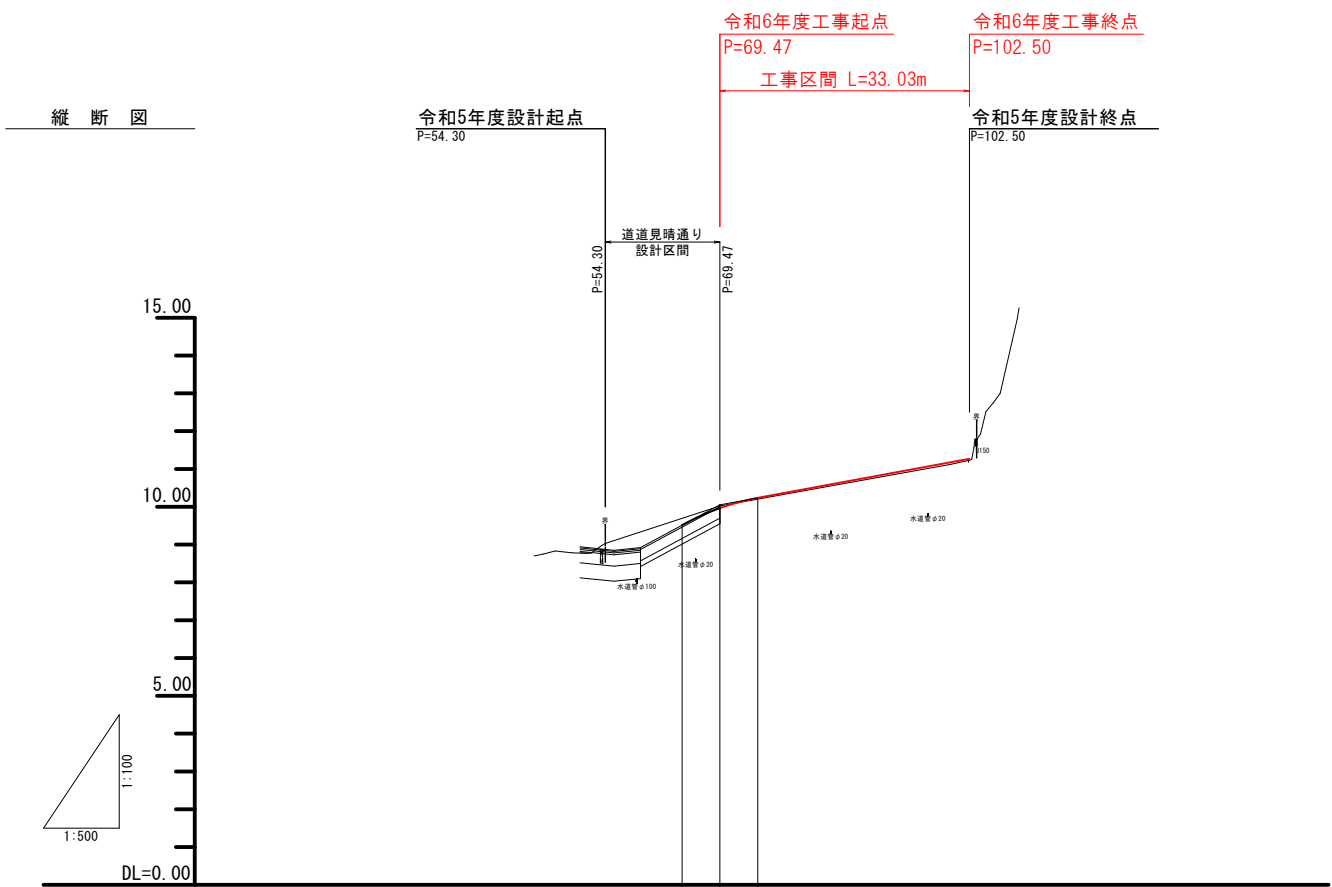 令和6年度工事起点
P=69.47
令和6年度工事終点
P=102.50
工事区間 L=33.03m
縦 断 図
令和5年度設計起点
P=54.30
令和5年度設計終点
P=102.50
道道見晴通り
設計区間
P=54.30
P=69.47
15.00
界
U150
10.00
界
水道管φ20
水道管φ20
水道管φ20
水道管φ100
5.00
1:100
1:500
DL=0.00